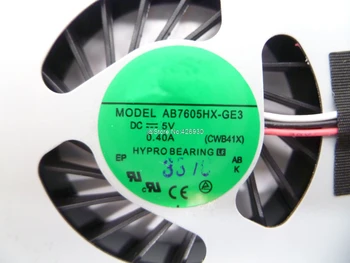 MODEL AB7605HX-GE3
DC 5V
0.40A (CWB41X)
HYPRO BEARING
EP AB
K